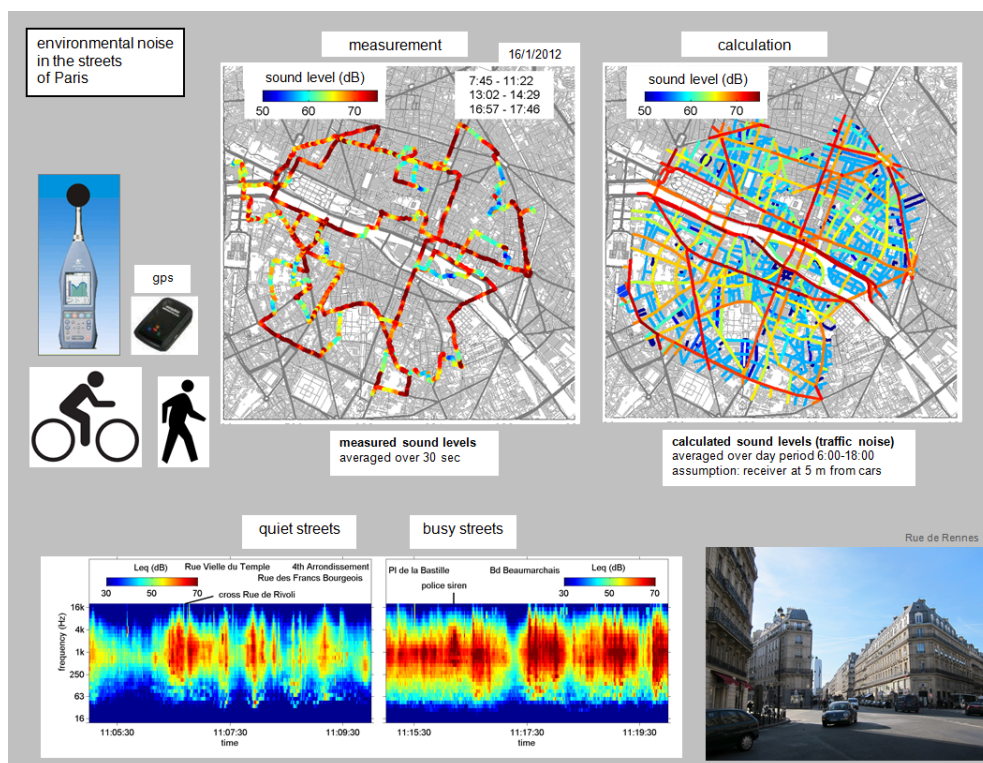 environmental noise
in the streets
of Paris
measurement
16/1/2012
sound level (dB)
50 60 70
7:45 - 11:22
13:02 - 14:29
16:57 - 17:46
calculation
sound level (dB)
50 60 70
gps
measured sound levels
averaged over 30 sec
calculated sound levels (traffic noise)
averaged over day period 6:00-18:00
assumption: receiver at 5 m from cars
quiet streets
busy streets
Rue de Rennes
Leq (dB)
30 50 70
Rue Vielle du Temple
4th Arrondissement
Rue des Francs Bourgeois
cross Rue de Rivoli
frequency (Hz)
16k
4k
1k
250
63
16
11:05:30 11:07:30 11:09:30
time
Pl de la Bastille
Bd Beaumarchais
police siren
Leq (dB)
30 50 70
11:15:30 11:17:30 11:19:30
time